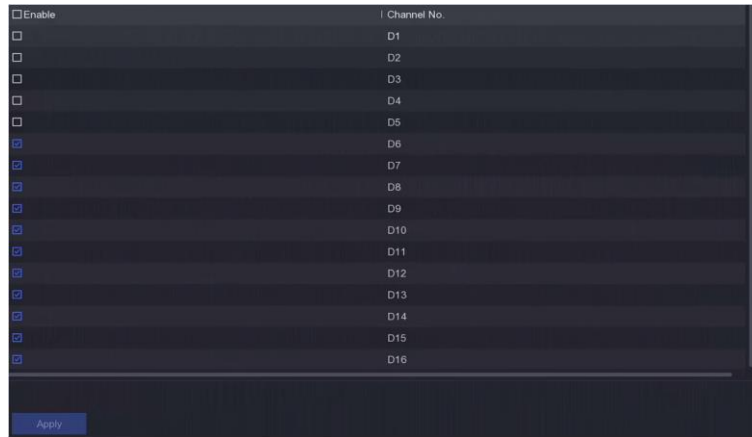 Enable | Channel No.
D1
D2
D3
D4
D5
D6
D7
D8
D9
D10
D11
D12
D13
D14
D15
D16
Apply